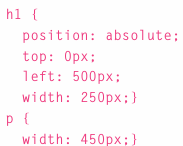 h1 {
  position: absolute;
  top: 0px;
  left: 500px;
  width: 250px;}
p {
  width: 450px;}